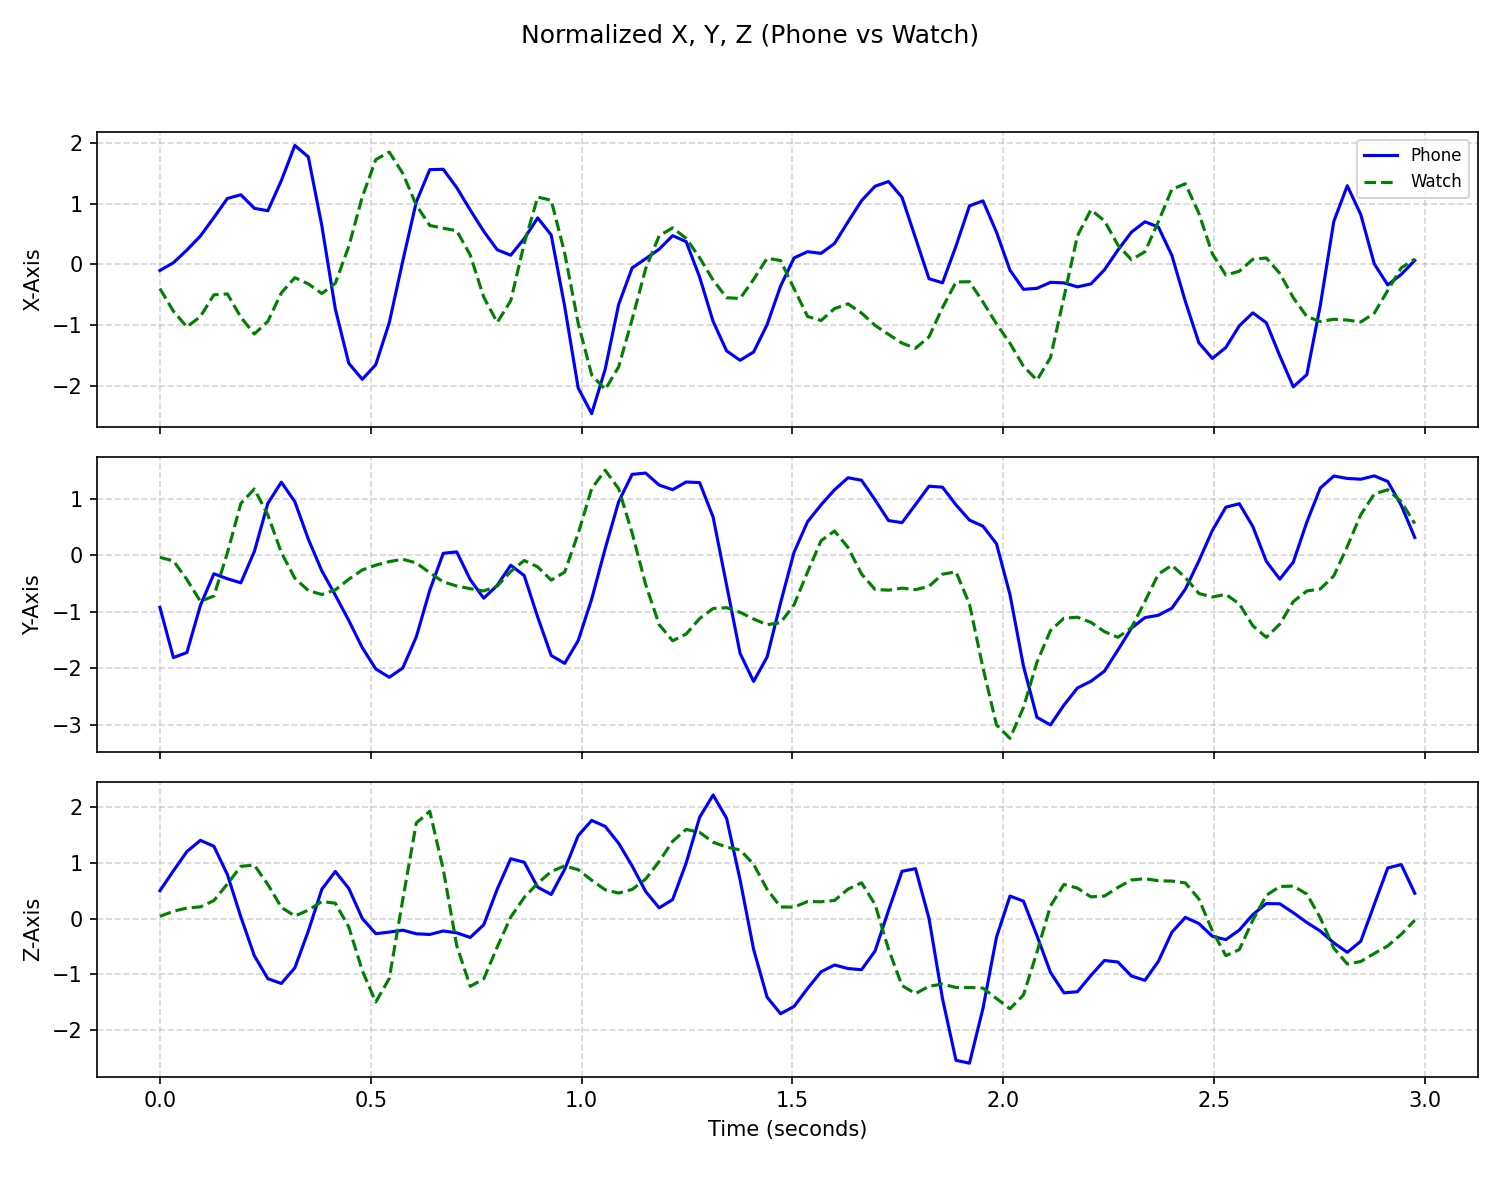 Normalized X, Y, Z (Phone vs Watch)
2
1
0
−1
−2
X-Axis
Phone
Watch
1
0
−1
−2
−3
Y-Axis
2
1
0
−1
−2
Z-Axis
0.0 0.5 1.0 1.5 2.0 2.5 3.0
Time (seconds)